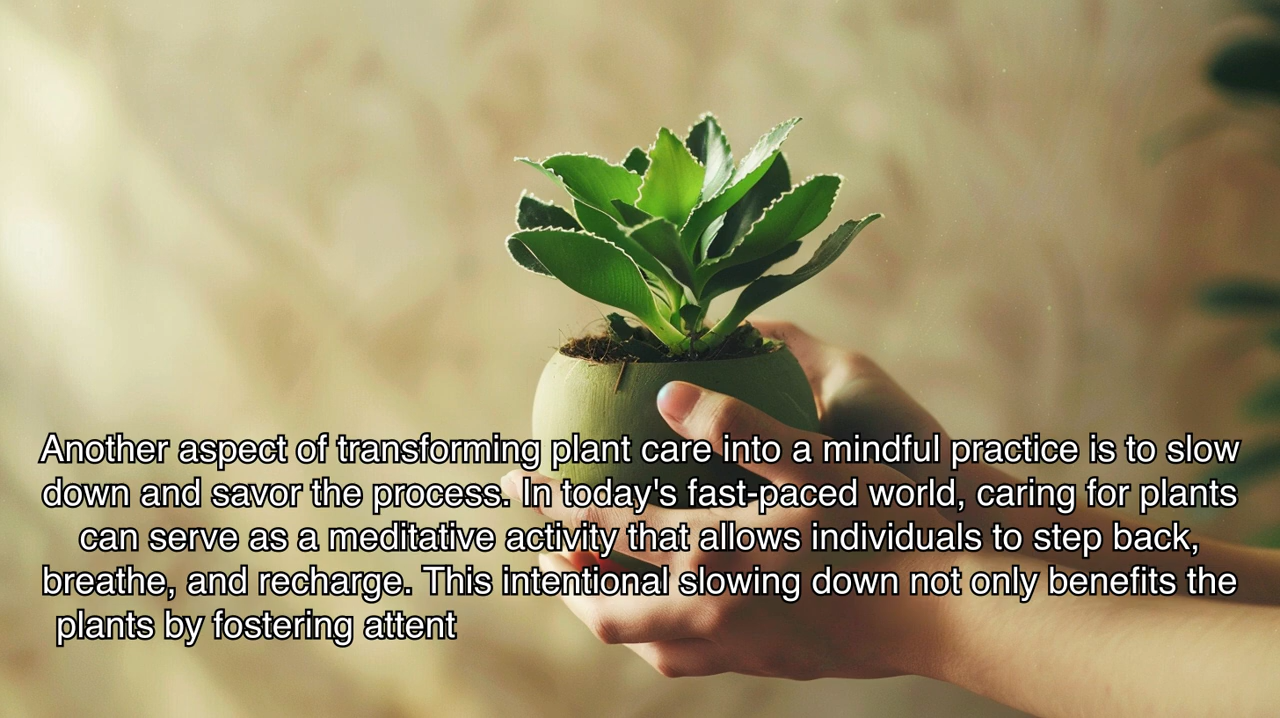 Another aspect of transforming plant care into a mindful practice is to slow
down and savor the process. In today's fast-paced world, caring for plants
can serve as a meditative activity that allows individuals to step back,
breathe, and recharge. This intentional slowing down not only benefits the
plants by fostering attent